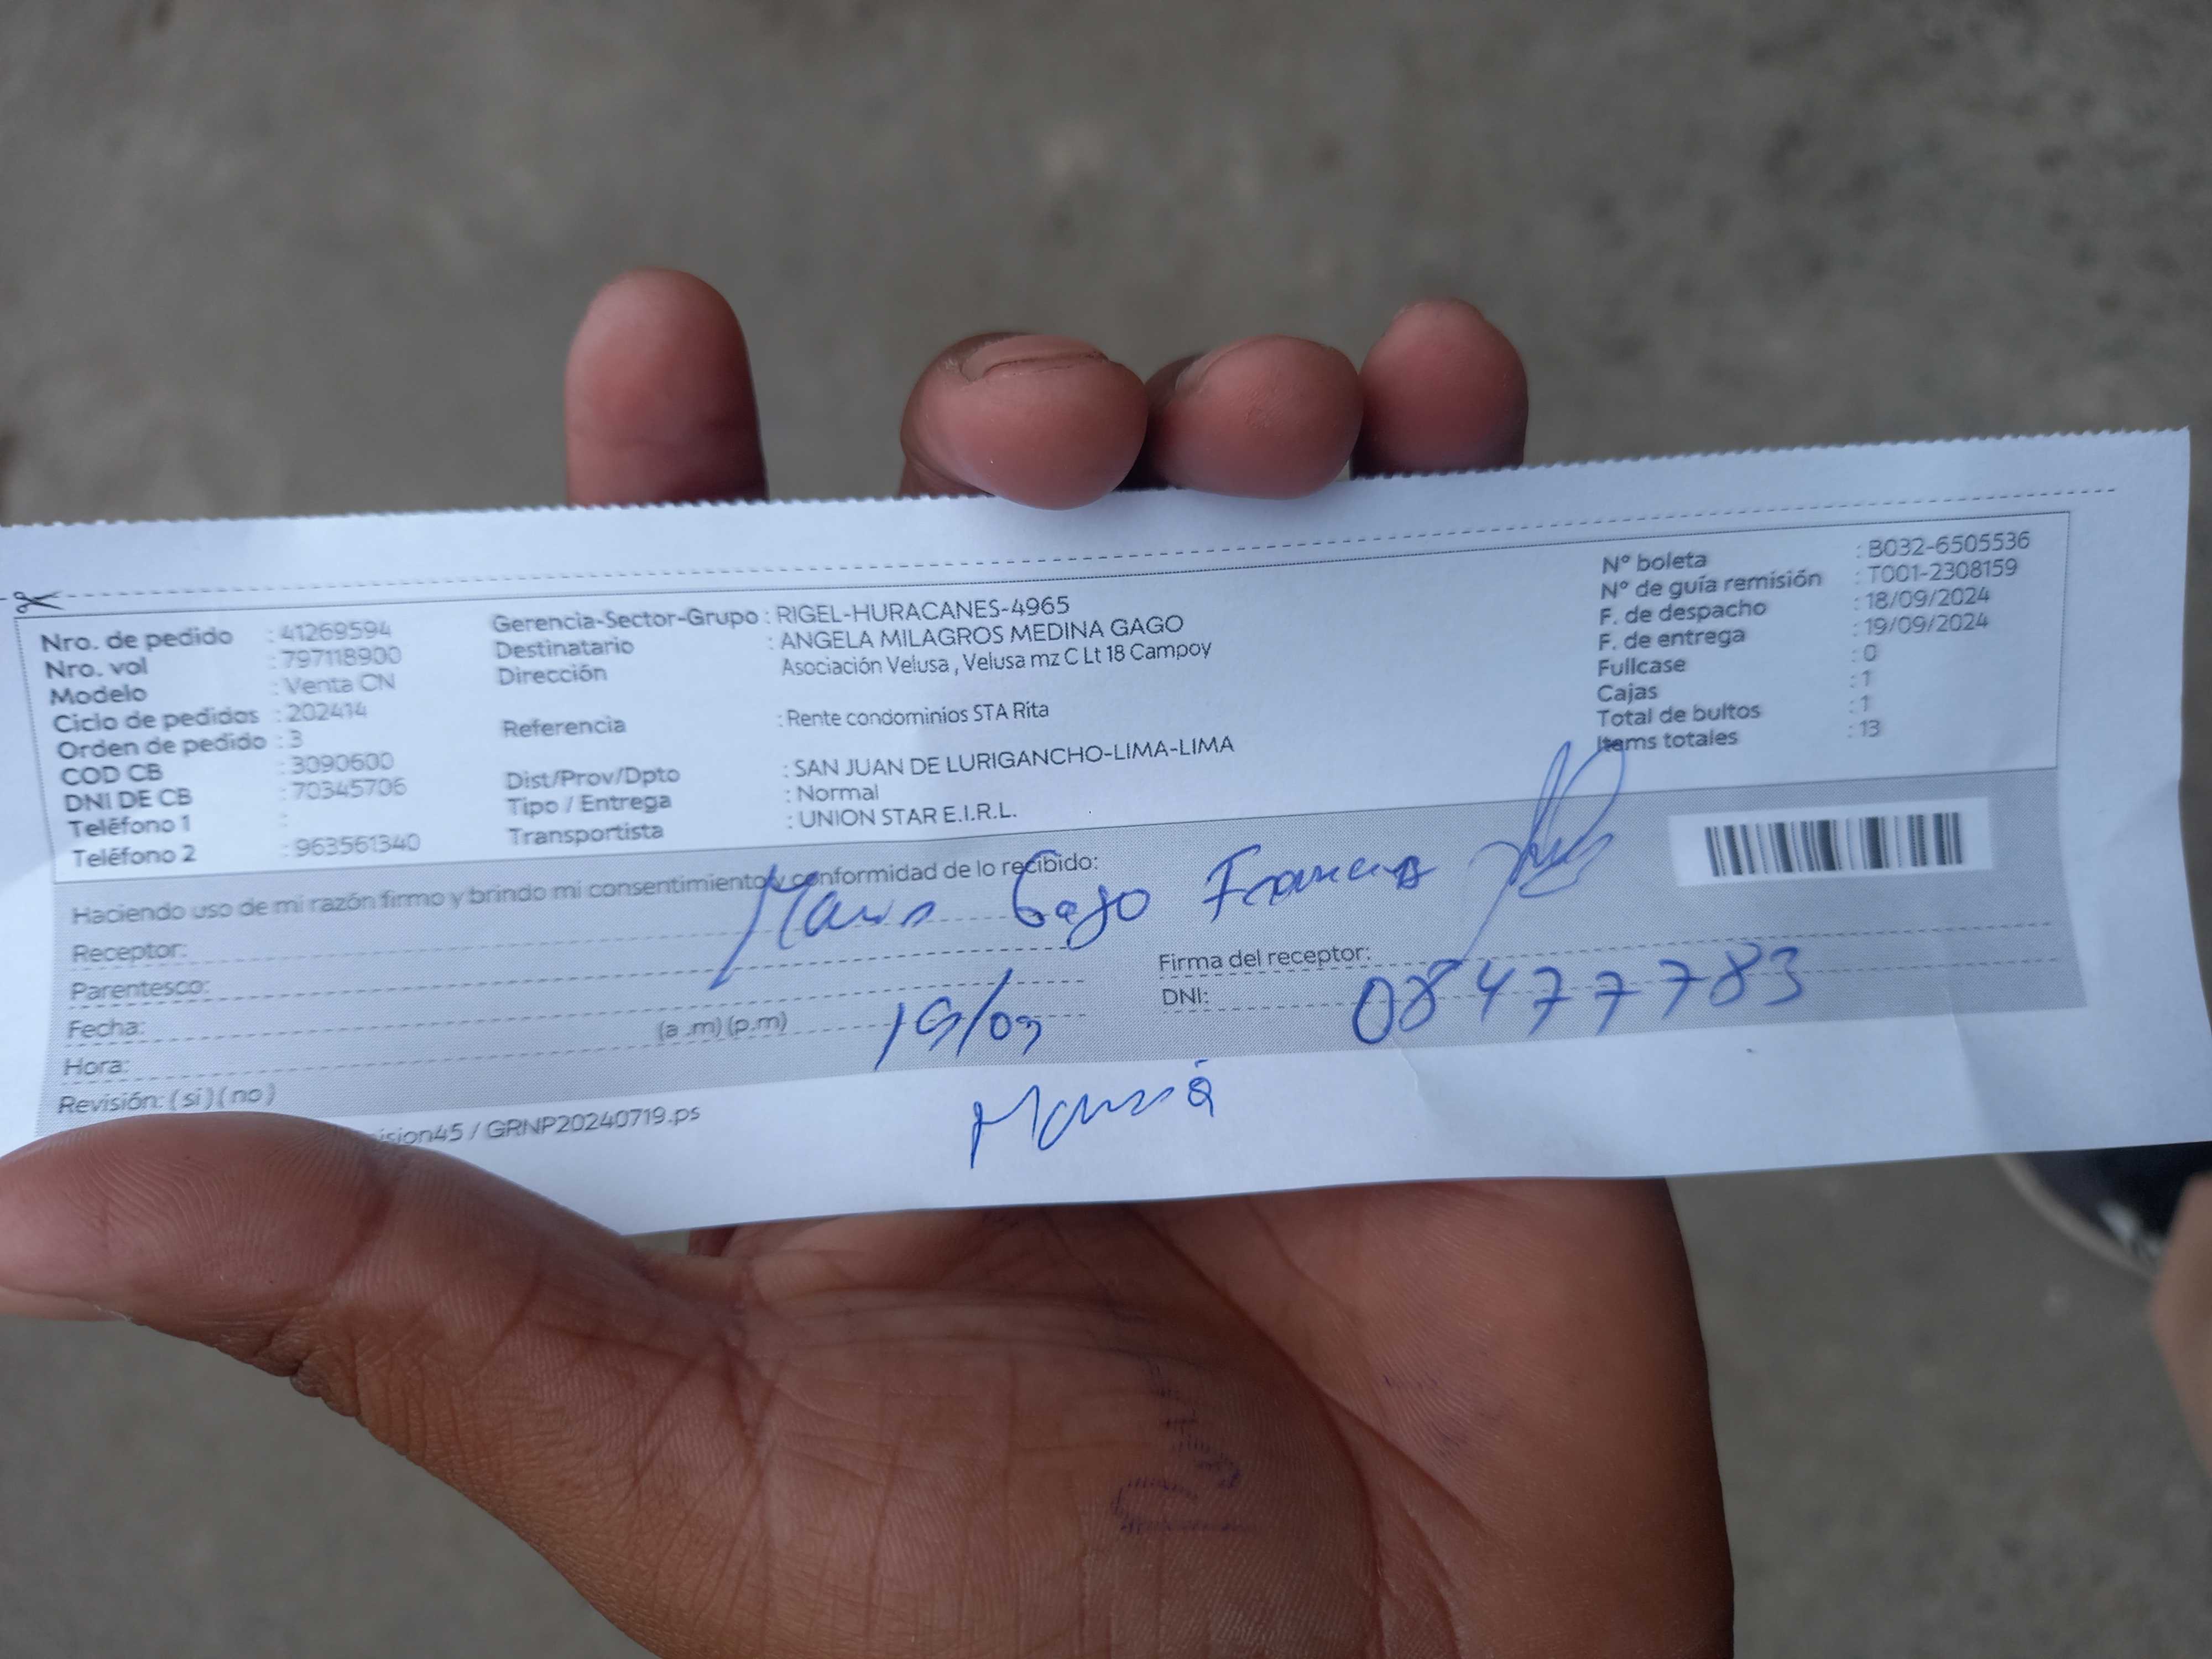 Nro. de pedido : 41269594
Nro. vol : 797118900
Modelo : Venta CN
Ciclo de pedidos : 202414
Orden de pedido : 3
COD CB : 3090600
DNI DE CB : 70345706
Teléfono 1 :
Teléfono 2 : 963561340
Gerencia-Sector-Grupo : RIGEL-HURACANES-4965
Destinatario : ANGELA MILAGROS MEDINA GAGO
Dirección Asociación Velusa , Velusa mz C Lt 18 Campoy
Referencia : Rente condominios STA Rita
Dist/Prov/Dpto : SAN JUAN DE LURIGANCHO-LIMA-LIMA
Tipo / Entrega : Normal
Transportista : UNION STAR E.I.R.L.
N° boleta : B032-6505536
N° de guía remisión : T001-2308159
F. de despacho : 18/09/2024
F. de entrega : 19/09/2024
Fullcase : 0
Cajas : 1
Total de bultos : 1
Items totales : 13
Haciendo uso de mi razón firmo y brindo mi consentimiento y conformidad de lo recibido:
Receptor: Gago
Parentesco:
Firma del receptor:
Fecha: 19/09
DNI: 08477783
Hora: (a .m) (p.m)
Revisión: ( si ) ( no )
ision45 / GRNP20240719.ps